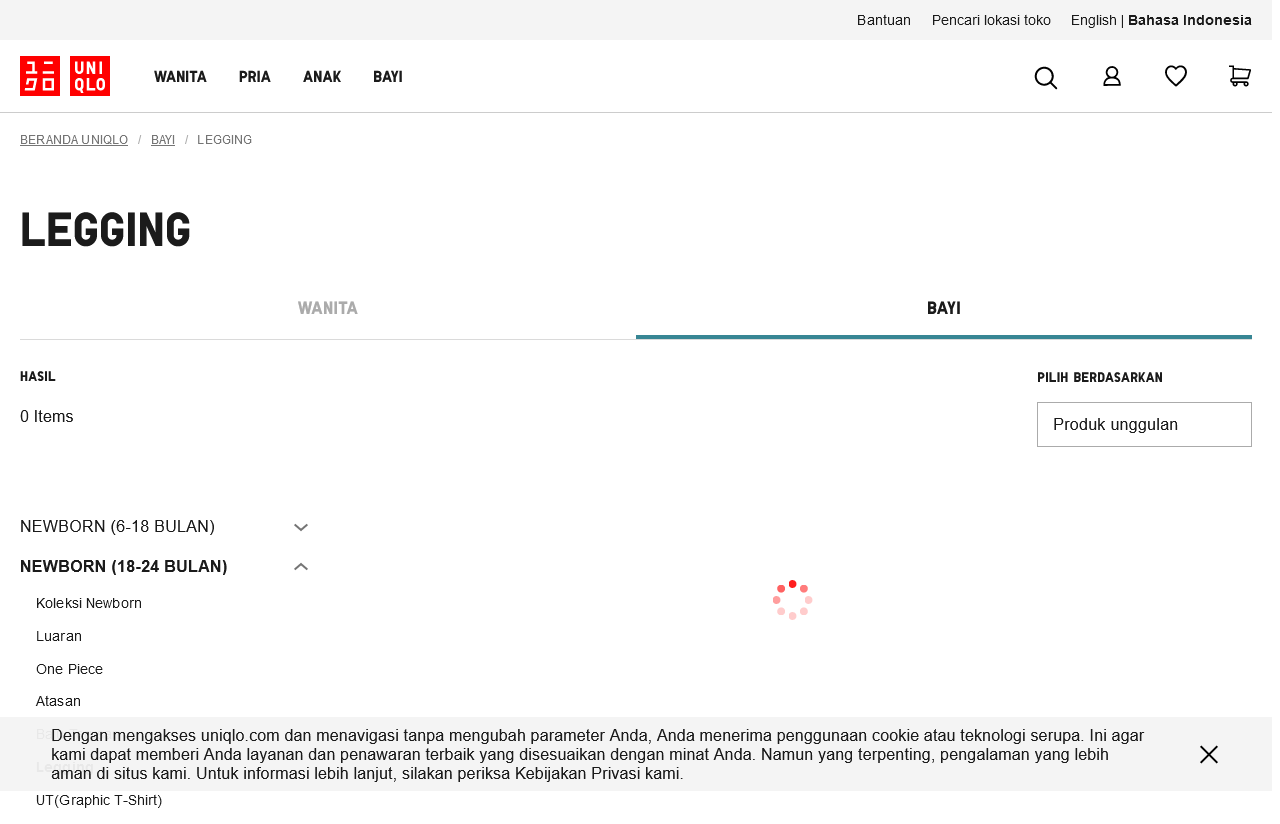 Bantuan Pencari lokasi toko English | Bahasa Indonesia
ユニ UNI
クロ QLO
WANITA PRIA ANAK BAYI
BERANDA UNIQLO / BAYI / LEGGING
LEGGING
WANITA BAYI
HASIL PILIH BERDASARKAN
0 Items Produk unggulan
NEWBORN (6-18 BULAN)
NEWBORN (18-24 BULAN)
Koleksi Newborn
Luaran
One Piece
Atasan
Dengan mengakses uniqlo.com dan menavigasi tanpa mengubah parameter Anda, Anda menerima penggunaan cookie atau teknologi serupa. Ini agar
kami dapat memberi Anda layanan dan penawaran terbaik yang disesuaikan dengan minat Anda. Namun yang terpenting, pengalaman yang lebih
aman di situs kami. Untuk informasi lebih lanjut, silakan periksa Kebijakan Privasi kami.
UT(Graphic T-Shirt)